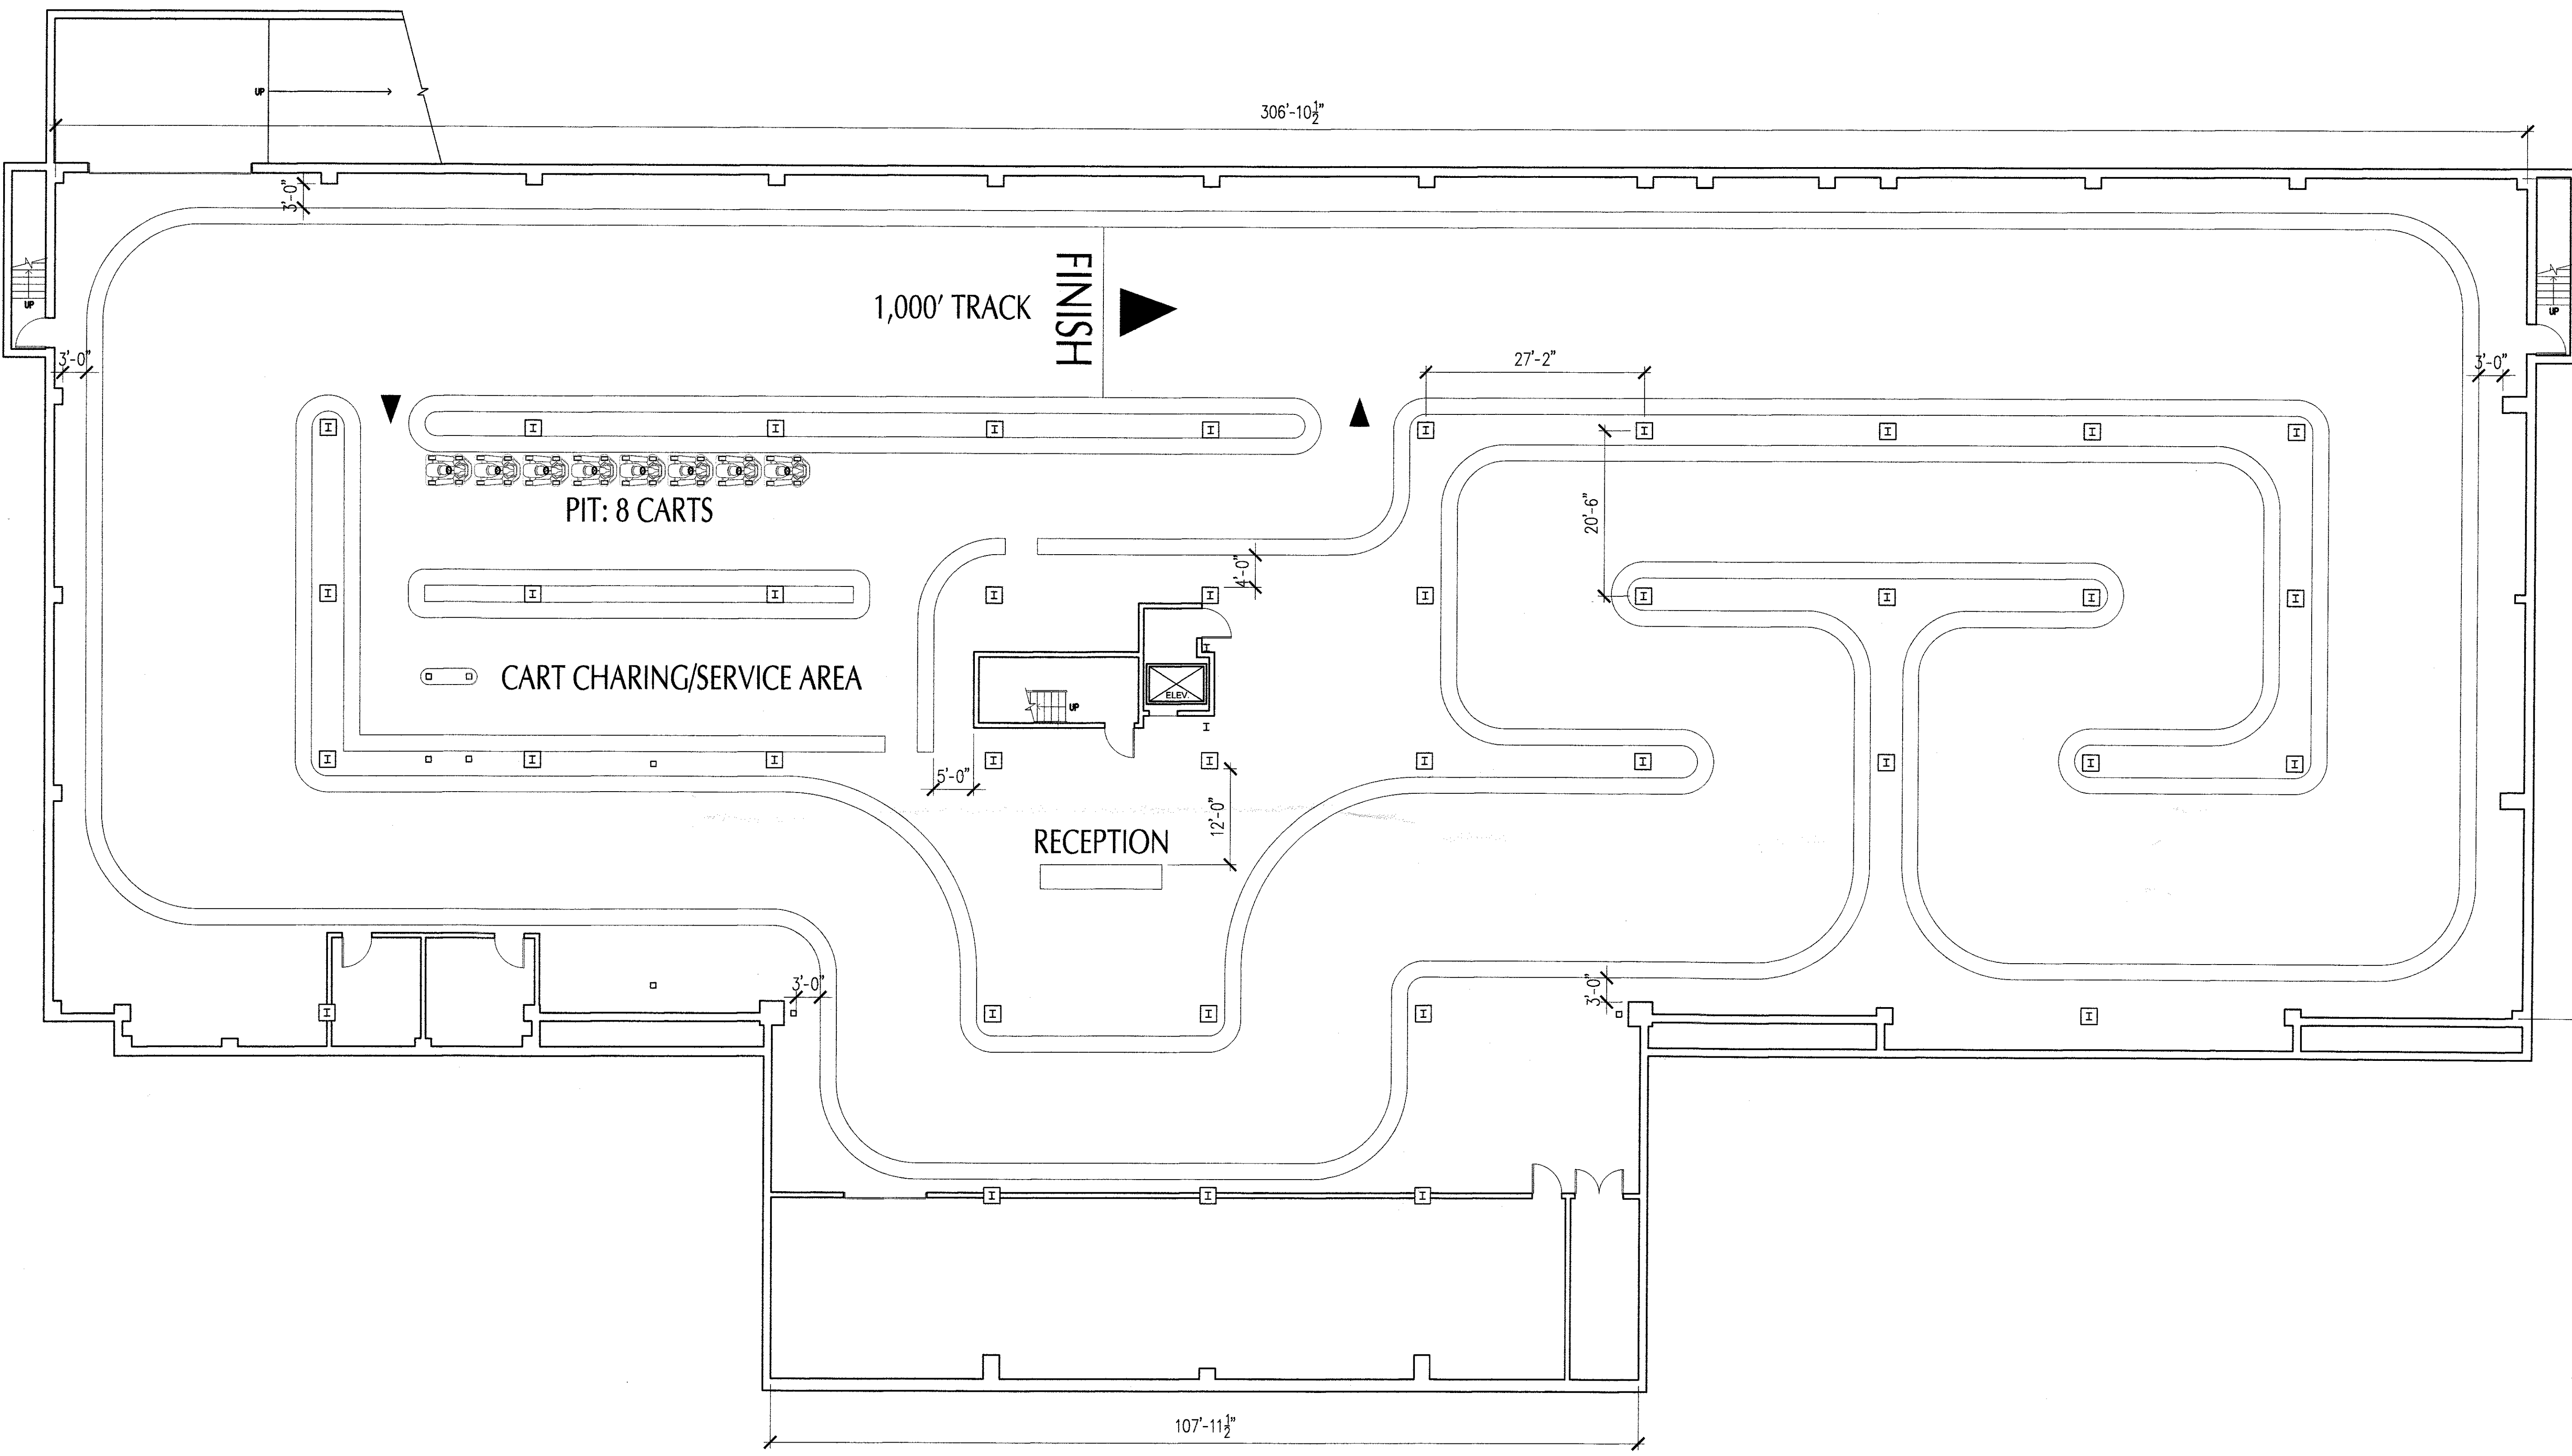 UP
306'-10½"
3'-0"
UP
UP
FINISH
1,000' TRACK
3'-0"
27'-2"
3'-0"
PIT: 8 CARTS
20'-6"
4'-0"
CART CHARING/SERVICE AREA
ELEV.
UP
5'-0"
12'-0"
RECEPTION
3'-0"
3'-0"
107'-11½"